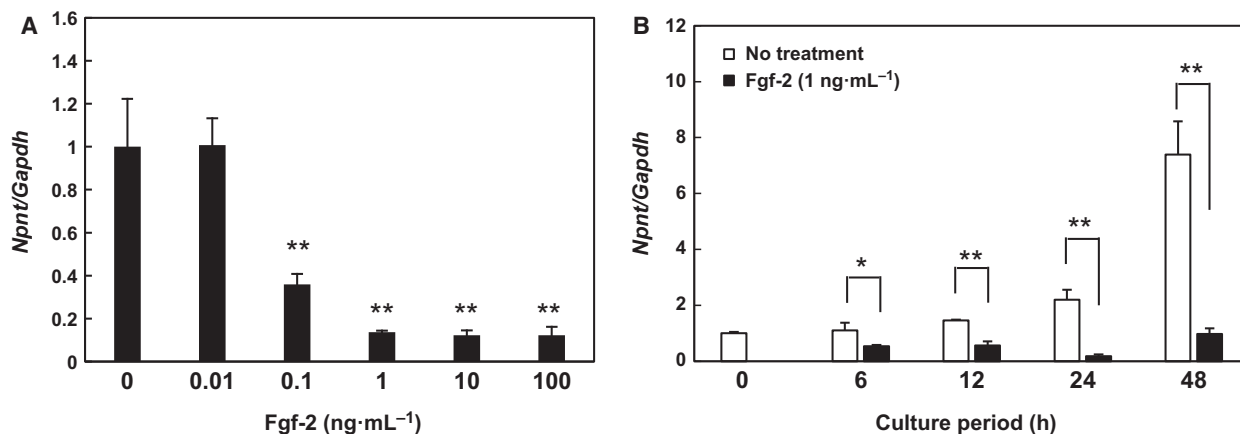 A
1.6
1.4
1.2
1
0.8
0.6
0.4
0.2
0
Npnt/Gapdh
** ** ** **
0 0.01 0.1 1 10 100
Fgf-2 (ng·mL⁻¹)
B
12
10
8
6
4
2
0
Npnt/Gapdh
No treatment
Fgf-2 (1 ng·mL⁻¹)
* ** ** **
0 6 12 24 48
Culture period (h)